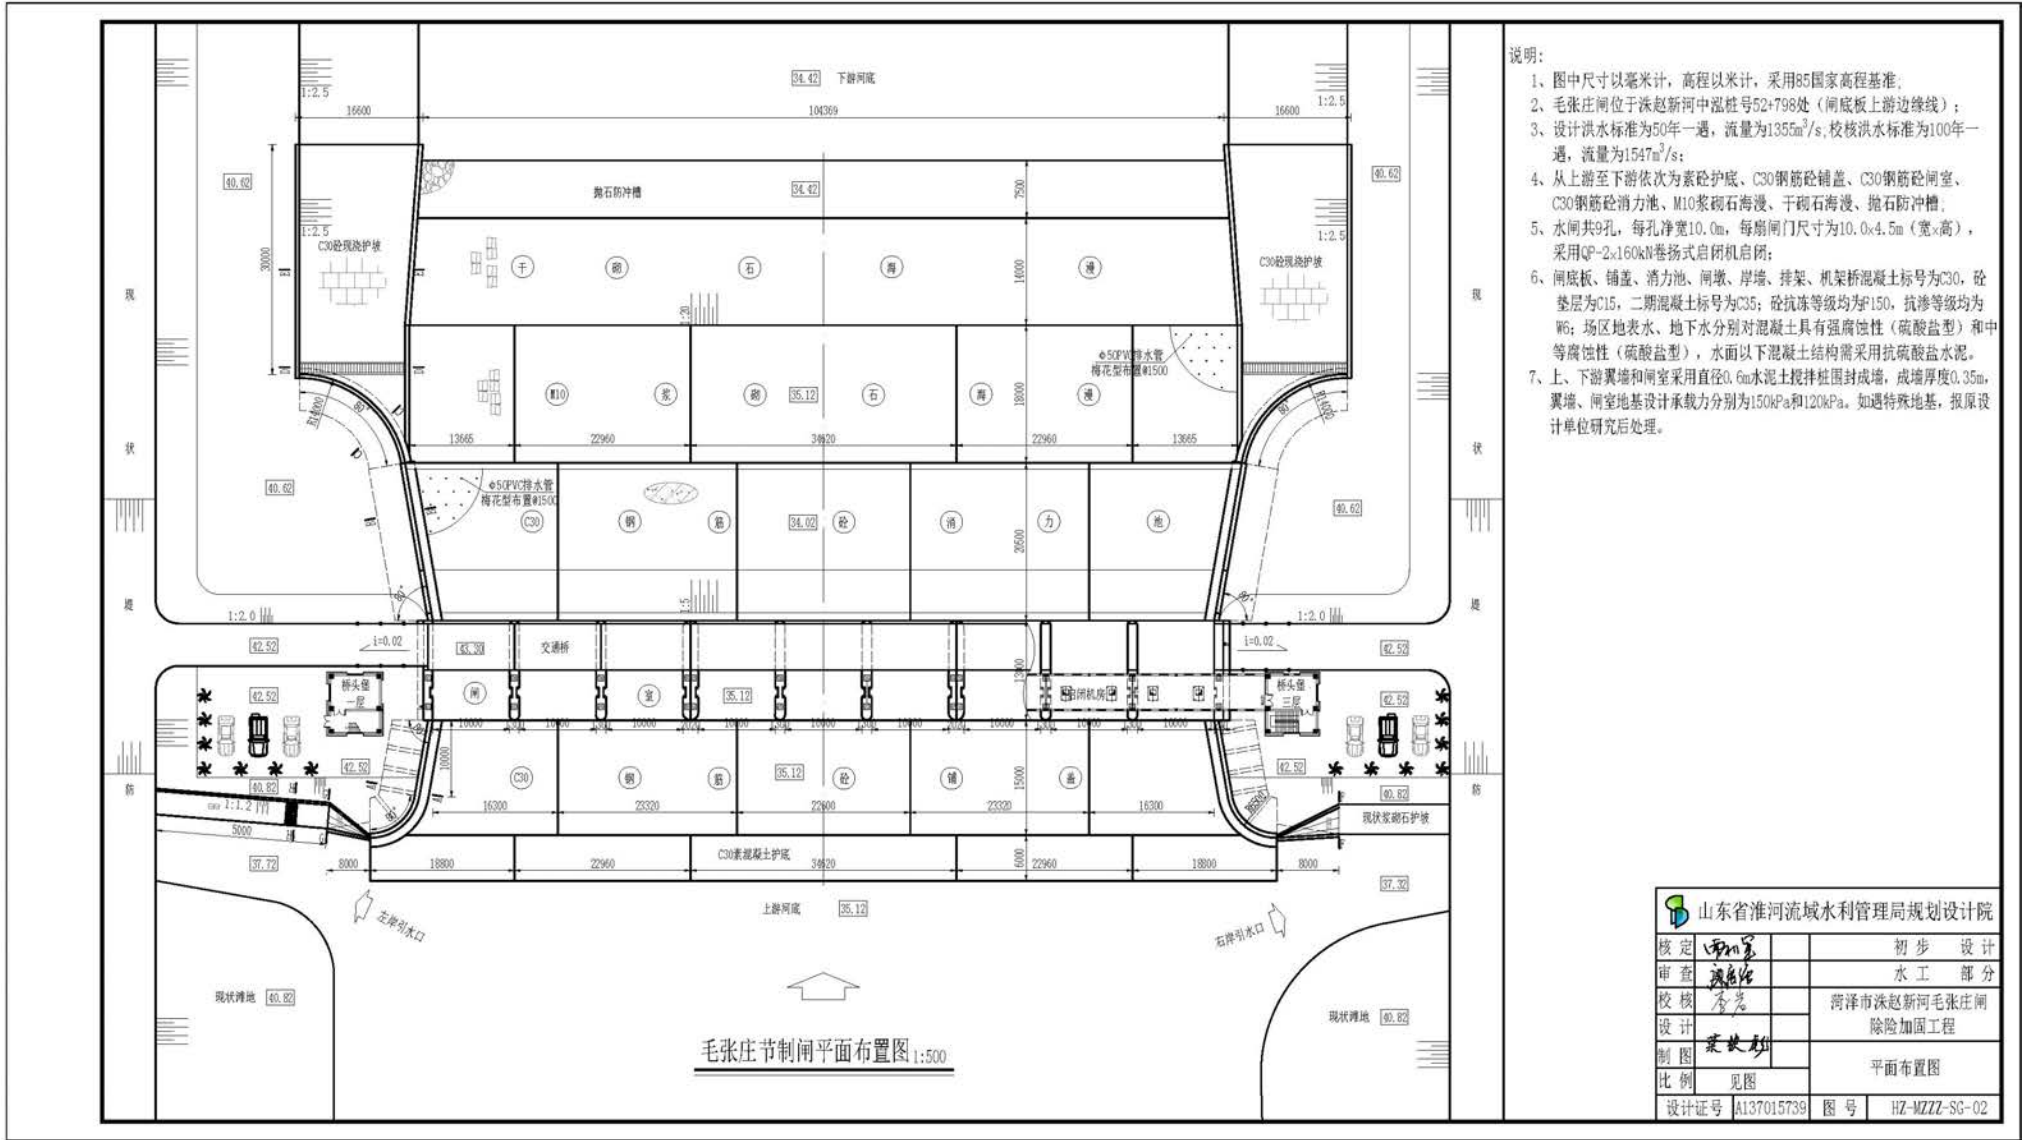 34.42 下游河底
1:2.5
1:2.5
16600
104369
16600
40.62
40.62
抛石防冲槽
34.42
7500
1:2.5
1:2.5
C30砼现浇护坡
C30砼现浇护坡
30000
干 砌 石 海 漫
14000
1:20
现
现
φ50PVC排水管
梅花型布置@1500
M10 浆 砌 35.12 石 海 漫
18000
R14000
80°
80°
R14000
13665
22960
34620
22960
13665
状
状
φ50PVC排水管
梅花型布置@1500
40.62
40.62
C30 钢 筋 34.02 砼 消 力 池
20500
1:5
80°
80°
堤
堤
1:2.0
1:2.0
42.52
i=0.02
43.30
交通桥
i=0.02
42.52
42.52
桥头堡
一层
闸 室 35.12
启闭机房
桥头堡
三层
42.52
10000
10000
10000
10000
10000
10000
10000
10000
42.52
C30 钢 筋 35.12 砼 铺 盖
15000
42.52
防
防
40.82
40.82
1:1.2
5000
16300
23320
22600
23320
16300
现状浆砌石护坡
37.72
8000
18800
22960
C30素混凝土护底
34620
6000
22960
18800
8000
37.32
左岸引水口
上游河底 35.12
右岸引水口
现状滩地 40.82
现状滩地 40.82
毛张庄节制闸平面布置图 1:500
说明:
1、图中尺寸以毫米计，高程以米计，采用85国家高程基准;
2、毛张庄闸位于洙赵新河中泓桩号52+798处（闸底板上游边缘线）;
3、设计洪水标准为50年一遇，流量为1355m³/s,校核洪水标准为100年一
遇，流量为1547m³/s;
4、从上游至下游依次为素砼护底、C30钢筋砼铺盖、C30钢筋砼闸室、
C30钢筋砼消力池、M10浆砌石海漫、干砌石海漫、抛石防冲槽;
5、水闸共9孔，每孔净宽10.0m，每扇闸门尺寸为10.0×4.5m（宽×高），
采用QP-2×160kN卷扬式启闭机启闭;
6、闸底板、铺盖、消力池、闸墩、岸墙、排架、机架桥混凝土标号为C30，砼
垫层为C15，二期混凝土标号为C35；砼抗冻等级均为F150，抗渗等级均为
W6；场区地表水、地下水分别对混凝土具有强腐蚀性（硫酸盐型）和中
等腐蚀性（硫酸盐型），水面以下混凝土结构需采用抗硫酸盐水泥。
7、上、下游翼墙和闸室采用直径0.6m水泥土搅拌桩围封成墙，成墙厚度0.35m，
翼墙、闸室地基设计承载力分别为150kPa和120kPa。如遇特殊地基，报原设
计单位研究后处理。
山东省淮河流域水利管理局规划设计院
核定
初步 设计
审查
水工 部分
校核
菏泽市洙赵新河毛张庄闸
设计
除险加固工程
制图
平面布置图
比例 见图
设计证号 A137015739 图号 HZ-MZZZ-SG-02